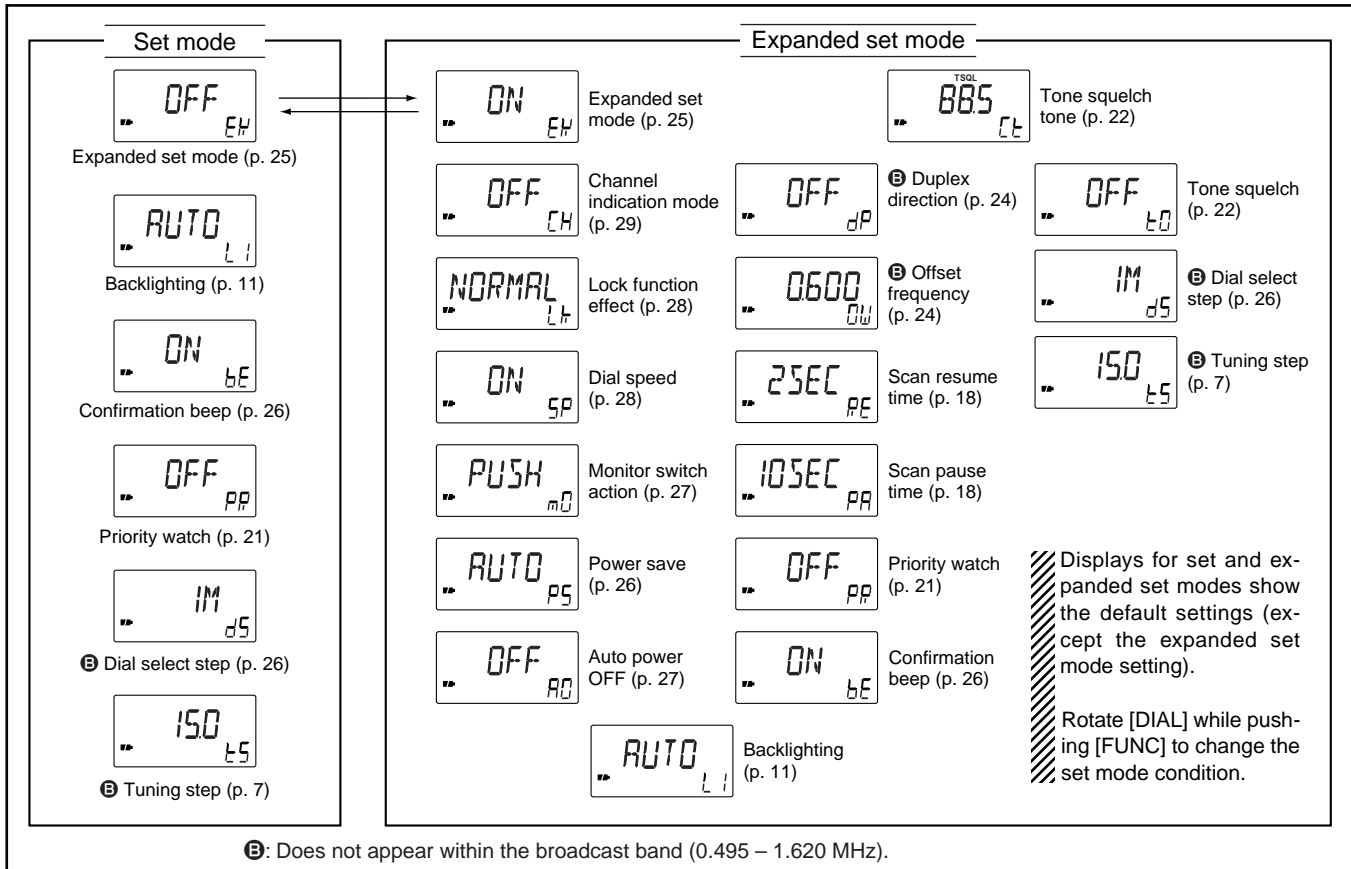 Set mode
OFF
EX
Expanded set mode (p. 25)
AUTO
LI
Backlighting (p. 11)
ON
bE
Confirmation beep (p. 26)
OFF
PR
Priority watch (p. 21)
1M
dS
B Dial select step (p. 26)
15.0
tS
B Tuning step (p. 7)
Expanded set mode
ON
EX
Expanded set
mode (p. 25)
TSQL
88.5
Ct
Tone squelch
tone (p. 22)
OFF
CH
Channel
indication mode
(p. 29)
OFF
dP
B Duplex
direction (p. 24)
OFF
tO
Tone squelch
(p. 22)
NORMAL
Lk
Lock function
effect (p. 28)
0.600
OW
B Offset
frequency
(p. 24)
1M
dS
B Dial select
step (p. 26)
ON
SP
Dial speed
(p. 28)
2SEC
RE
Scan resume
time (p. 18)
15.0
tS
B Tuning step
(p. 7)
PUSH
mO
Monitor switch
action (p. 27)
10SEC
PA
Scan pause
time (p. 18)
AUTO
PS
Power save
(p. 26)
OFF
PR
Priority watch
(p. 21)
OFF
AO
Auto power
OFF (p. 27)
ON
bE
Confirmation
beep (p. 26)
AUTO
LI
Backlighting
(p. 11)
Displays for set and ex-
panded set modes show
the default settings (ex-
cept the expanded set
mode setting).
Rotate [DIAL] while push-
ing [FUNC] to change the
set mode condition.
B: Does not appear within the broadcast band (0.495 – 1.620 MHz).